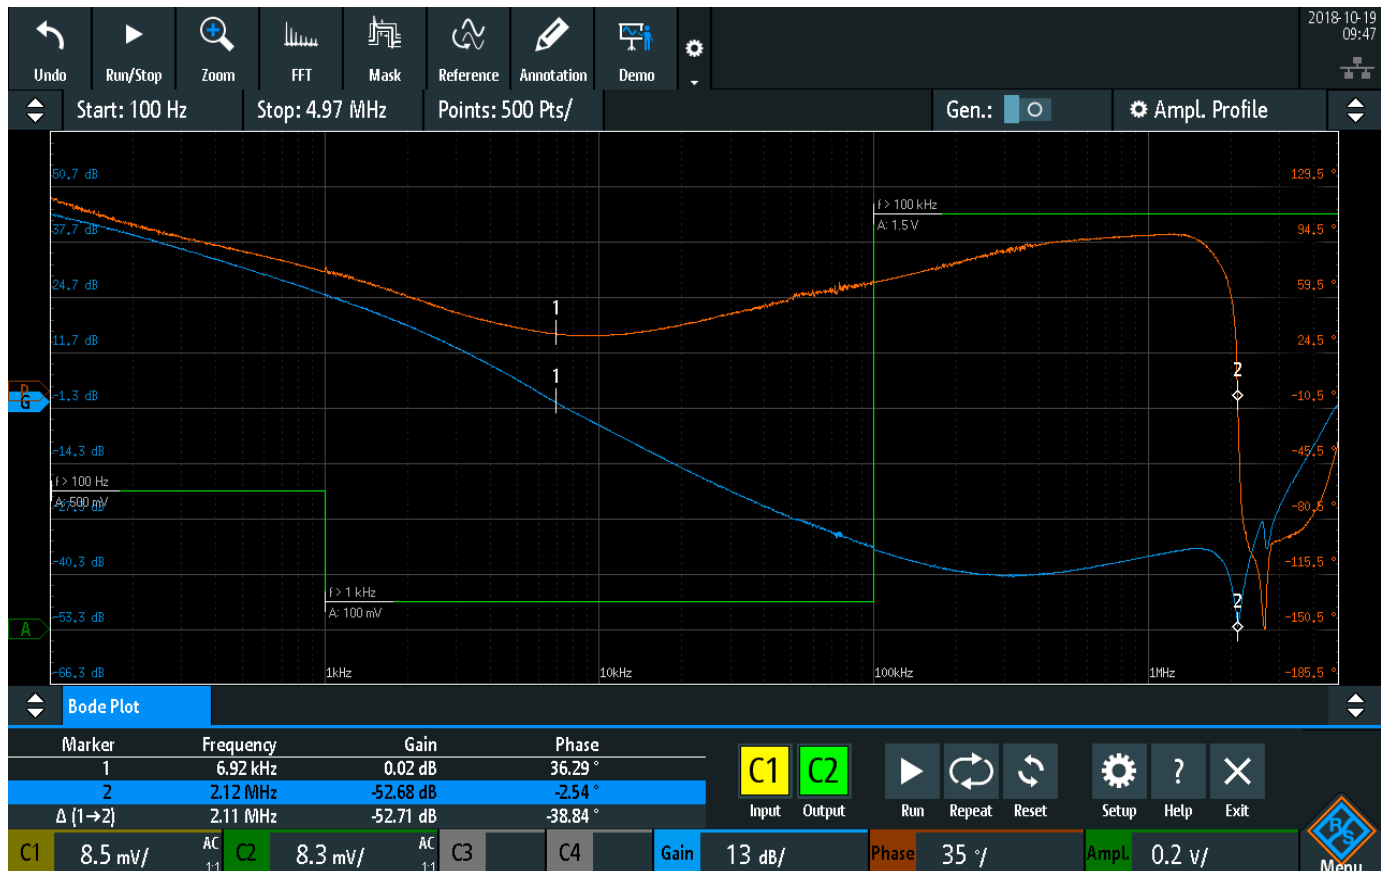 2018-10-19
09:47
Undo Run/Stop Zoom FFT Mask Reference Annotation Demo
Start: 100 Hz Stop: 4.97 MHz Points: 500 Pts/ Gen.: Ampl. Profile
50.7 dB 129.5 °
f > 100 kHz
A: 1.5 V
37.7 dB 94.5 °
24.7 dB 59.5 °
1
11.7 dB 24.5 °
1 2
P
G
-1.3 dB -10.5 °
-14.3 dB -45.5 °
f > 100 Hz
A: 500 mV
-27.3 dB -80.5 °
-40.3 dB -115.5 °
f > 1 kHz
2
A: 100 mV
A -53.3 dB -150.5 °
-66.3 dB 1kHz 10kHz 100kHz 1MHz -185.5 °
Bode Plot
Marker Frequency Gain Phase
1 6.92 kHz 0.02 dB 36.29 °
2 2.12 MHz -52.68 dB -2.54 °
Δ (1→2) 2.11 MHz -52.71 dB -38.84 °
C1 C2 ?
Input Output Run Repeat Reset Setup Help Exit
R/S
C1 8.5 mV/ AC 1:1 C2 8.3 mV/ AC 1:1 C3 C4 Gain 13 dB/ Phase 35 °/ Ampl. 0.2 V/ Menu